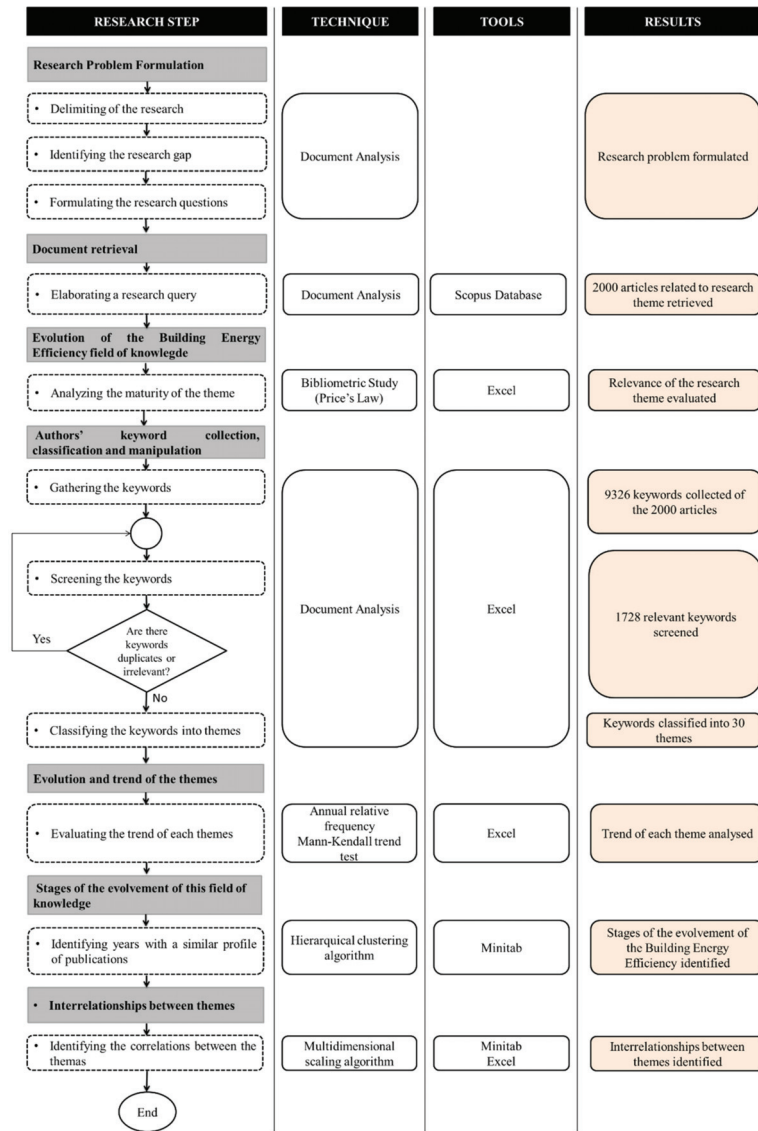 RESEARCH STEP
TECHNIQUE
TOOLS
RESULTS
Research Problem Formulation
• Delimiting of the research
• Identifying the research gap
• Formulating the research questions
Document Analysis
Research problem formulated
Document retrieval
• Elaborating a research query
Document Analysis
Scopus Database
2000 articles related to research
theme retrieved
Evolution of the Building Energy
Efficiency field of knowlegde
• Analyzing the maturity of the theme
Bibliometric Study
(Price's Law)
Excel
Relevance of the research
theme evaluated
Authors' keyword collection,
classification and manipulation
• Gathering the keywords
• Screening the keywords
Are there
keywords
duplicates or
irrelevant?
Yes
No
• Classifying the keywords into themes
Document Analysis
Excel
9326 keywords collected of
the 2000 articles
1728 relevant keywords
screened
Keywords classified into 30
themes
Evolution and trend of the themes
• Evaluating the trend of each themes
Annual relative
frequency
Mann-Kendall trend
test
Excel
Trend of each theme analysed
Stages of the evolvement of this field of
knowledge
• Identifying years with a similar profile
of publications
Hierarquical clustering
algorithm
Minitab
Stages of the evolvement of
the Building Energy
Efficiency identified
• Interrelationships between themes
• Identifying the correlations between the
themas
Multidimensional
scaling algorithm
Minitab
Excel
Interrelationships between
themes identified
End